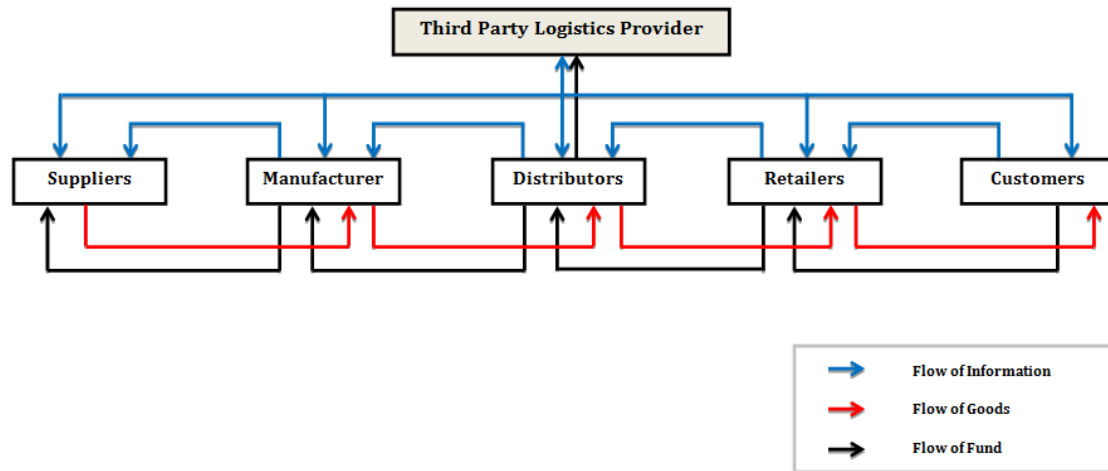 Third Party Logistics Provider
Suppliers
Manufacturer
Distributors
Retailers
Customers
Flow of Information
Flow of Goods
Flow of Fund